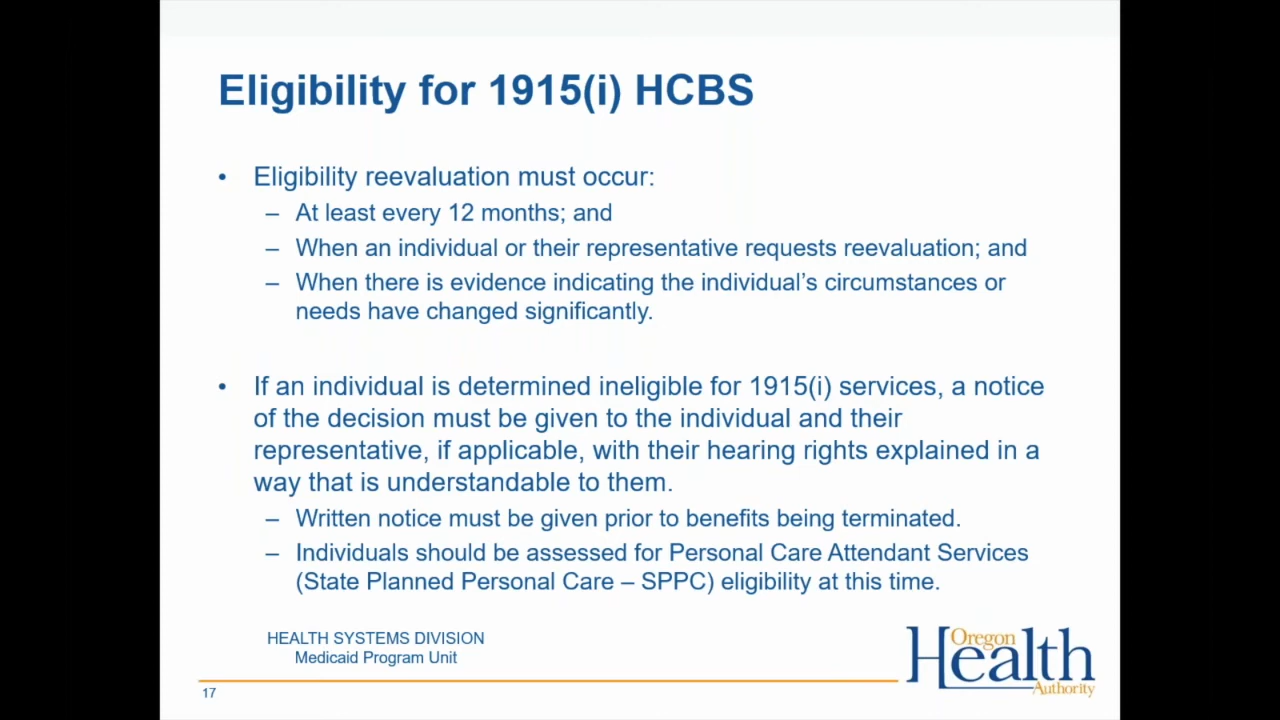 Eligibility for 1915(i) HCBS
• Eligibility reevaluation must occur:
– At least every 12 months; and
– When an individual or their representative requests reevaluation; and
– When there is evidence indicating the individual’s circumstances or
needs have changed significantly.
• If an individual is determined ineligible for 1915(i) services, a notice
of the decision must be given to the individual and their
representative, if applicable, with their hearing rights explained in a
way that is understandable to them.
– Written notice must be given prior to benefits being terminated.
– Individuals should be assessed for Personal Care Attendant Services
(State Planned Personal Care – SPPC) eligibility at this time.
HEALTH SYSTEMS DIVISION
Medicaid Program Unit
17
Oregon
Health
Authority